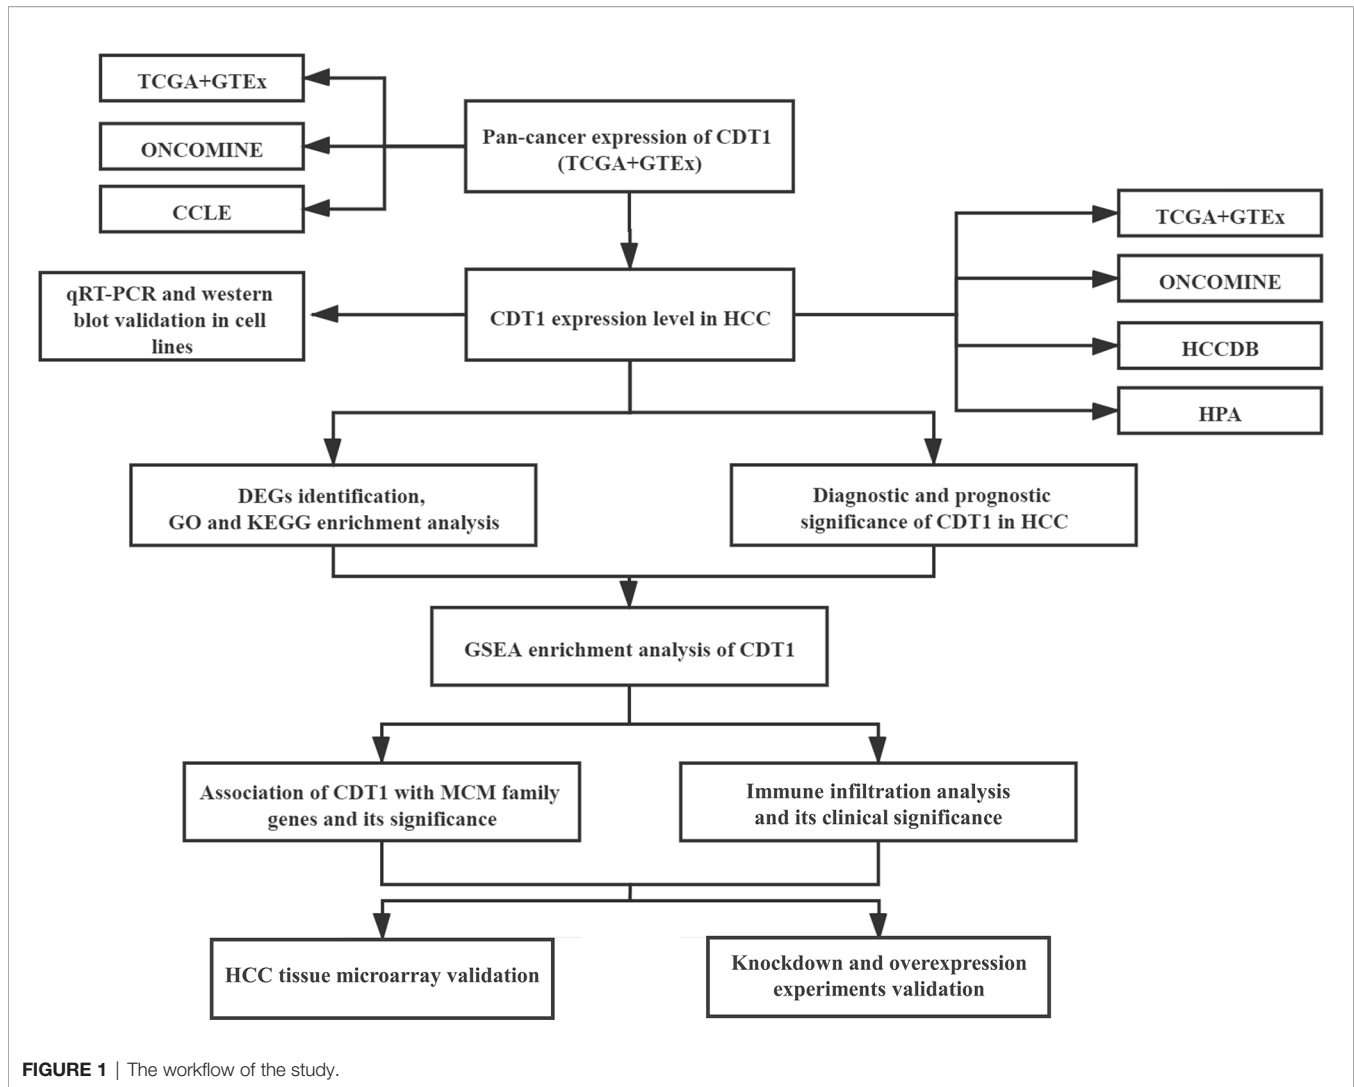 TCGA+GTEx
ONCOMINE
CCLE
Pan-cancer expression of CDT1
(TCGA+GTEx)
TCGA+GTEx
ONCOMINE
HCCDB
HPA
qRT-PCR and western
blot validation in cell
lines
CDT1 expression level in HCC
DEGs identification,
GO and KEGG enrichment analysis
Diagnostic and prognostic
significance of CDT1 in HCC
GSEA enrichment analysis of CDT1
Association of CDT1 with MCM family
genes and its significance
Immune infiltration analysis
and its clinical significance
HCC tissue microarray validation
Knockdown and overexpression
experiments validation
FIGURE 1 | The workflow of the study.